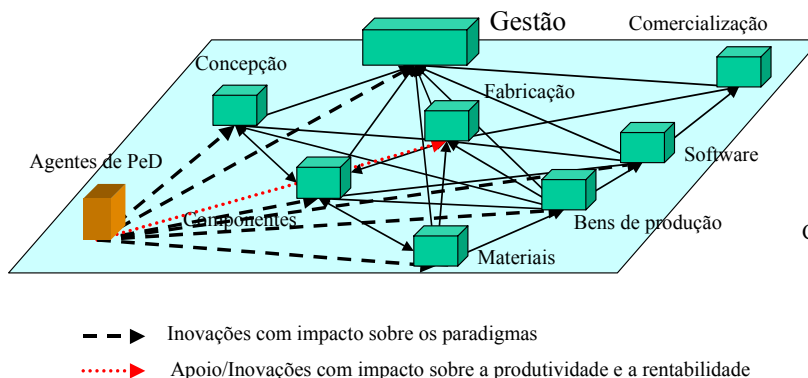 Gestão
Comercialização
Concepção
Fabricação
Agentes de PeD
Software
Componentes
Bens de produção
Materiais
Inovações com impacto sobre os paradigmas
Apoio/Inovações com impacto sobre a produtividade e a rentabilidade